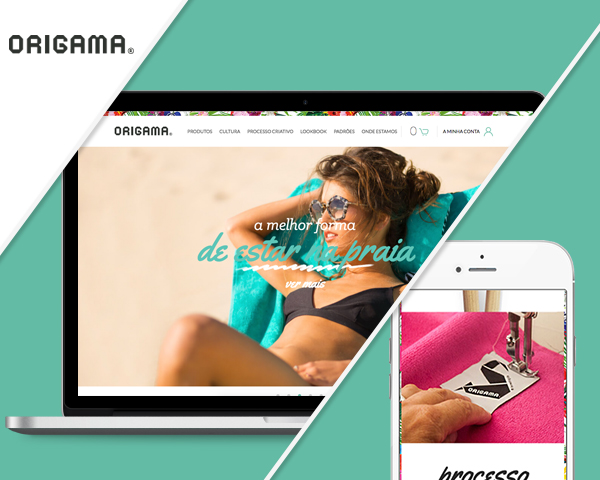 ORIGAMA®
ORIGAMA®
PRODUTOS CULTURA PROCESSO CRIATIVO LOOKBOOK PADRÕES ONDE ESTAMOS 0 A MINHA CONTA
a melhor forma
de estar na praia
ver mais
ORIGAMA
processo